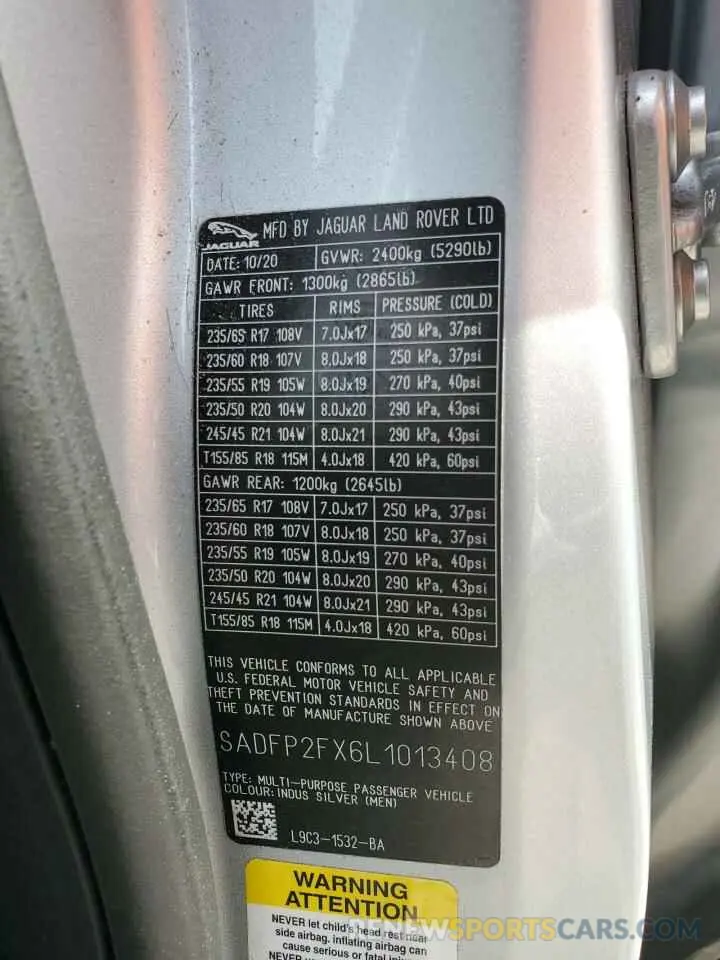 JAGUAR
MFD BY JAGUAR LAND ROVER LTD
DATE: 10/20 GVWR: 2400kg (5290lb)
GAWR FRONT: 1300kg (2865lb)
TIRES RIMS PRESSURE (COLD)
235/65 R17 108V 7.0Jx17 250 kPa, 37psi
235/60 R18 107V 8.0Jx18 250 kPa, 37psi
235/55 R19 105W 8.0Jx19 270 kPa, 40psi
235/50 R20 104W 8.0Jx20 290 kPa, 43psi
245/45 R21 104W 8.0Jx21 290 kPa, 43psi
T155/85 R18 115M 4.0Jx18 420 kPa, 60psi
GAWR REAR: 1200kg (2645lb)
235/65 R17 108V 7.0Jx17 250 kPa, 37psi
235/60 R18 107V 8.0Jx18 250 kPa, 37psi
235/55 R19 105W 8.0Jx19 270 kPa, 40psi
235/50 R20 104W 8.0Jx20 290 kPa, 43psi
245/45 R21 104W 8.0Jx21 290 kPa, 43psi
T155/85 R18 115M 4.0Jx18 420 kPa, 60psi
THIS VEHICLE CONFORMS TO ALL APPLICABLE
U.S. FEDERAL MOTOR VEHICLE SAFETY AND
THEFT PREVENTION STANDARDS IN EFFECT ON
THE DATE OF MANUFACTURE SHOWN ABOVE
SADFP2FX6L1013408
TYPE: MULTI-PURPOSE PASSENGER VEHICLE
COLOUR: INDUS SILVER (MEN)
L9C3-1532-BA
WARNING
ATTENTION
NEVER let child's head rest near
side airbag, inflating airbag can
cause serious or fatal
RENEWSPORTSCARS.COM